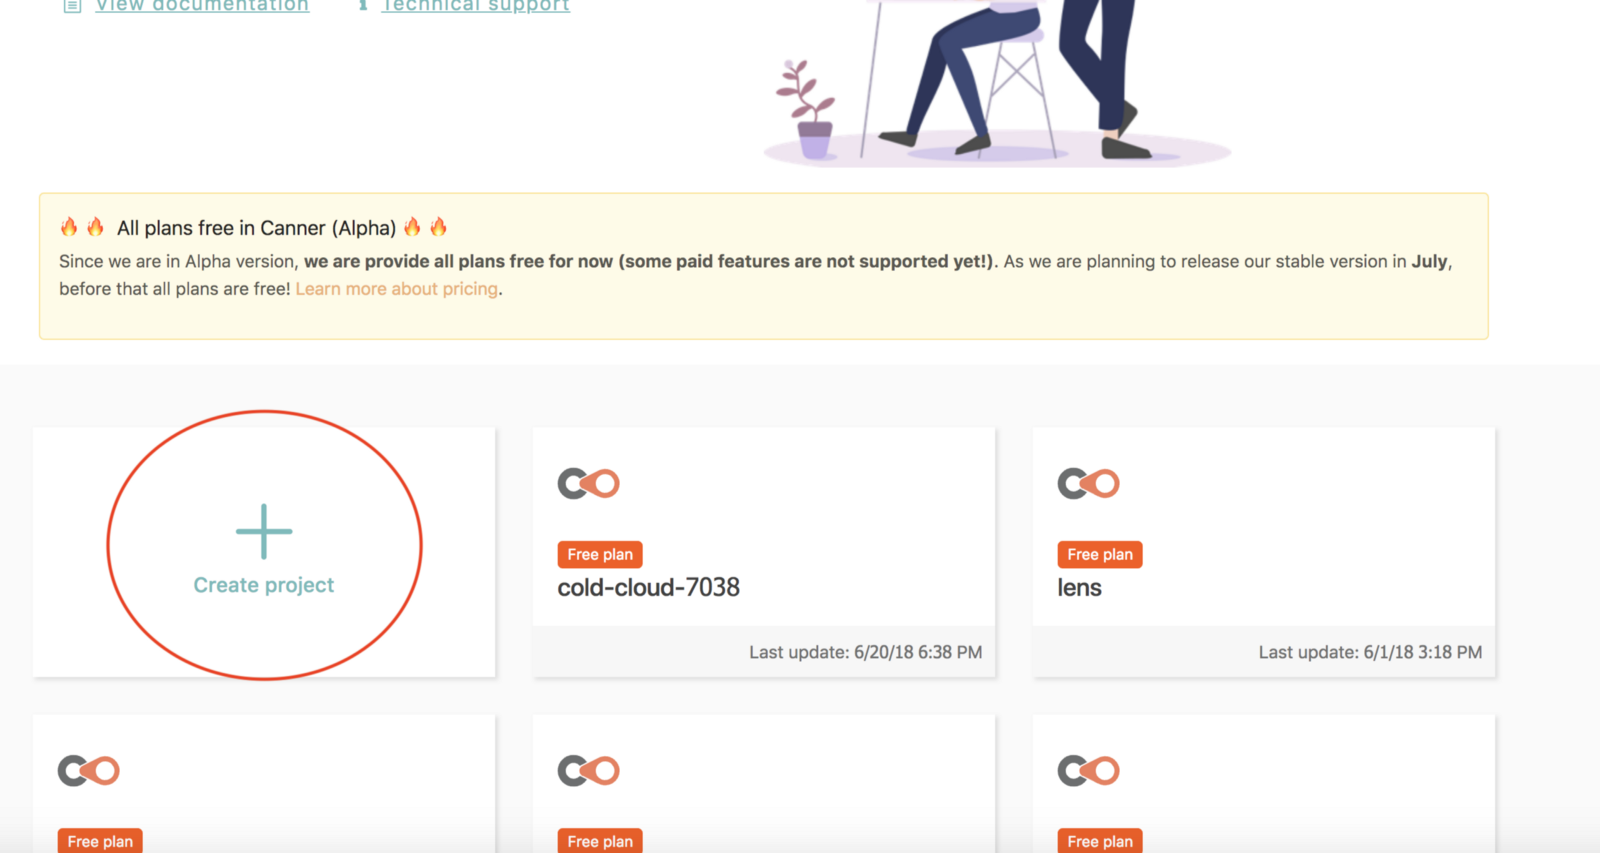 View documentation
Technical support
🔥 🔥 All plans free in Canner (Alpha) 🔥 🔥
Since we are in Alpha version, we are provide all plans free for now (some paid features are not supported yet!). As we are planning to release our stable version in July,
before that all plans are free! Learn more about pricing.
Create project
Free plan
cold-cloud-7038
Last update: 6/20/18 6:38 PM
Free plan
lens
Last update: 6/1/18 3:18 PM
Free plan
Free plan
Free plan